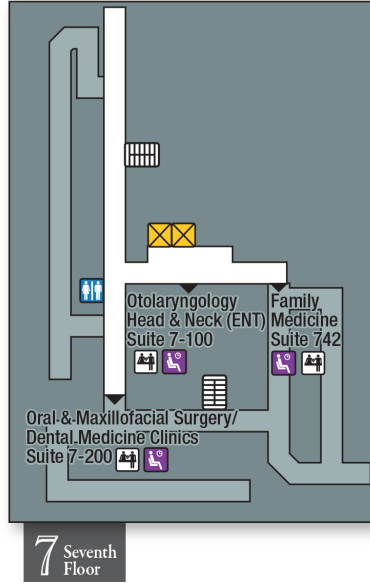 Otolaryngology
Head & Neck (ENT)
Suite 7-100
Family
Medicine
Suite 742
Oral & Maxillofacial Surgery/
Dental Medicine Clinics
Suite 7-200
7 Seventh
Floor